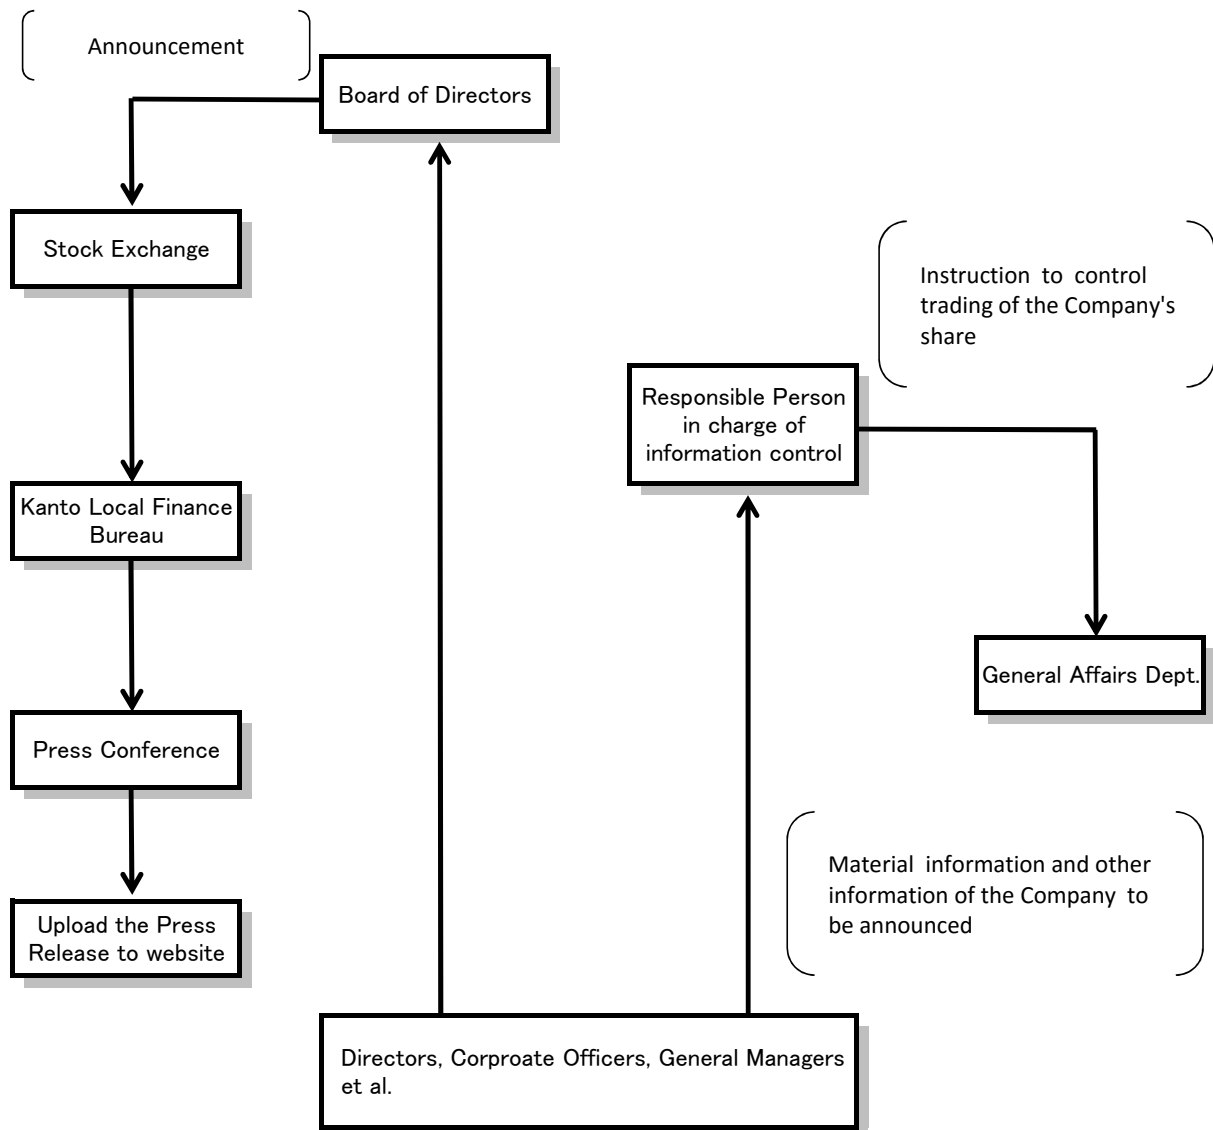 Announcement
Board of Directors
Stock Exchange
Instruction to control
trading of the Company's
share
Responsible Person
in charge of
information control
Kanto Local Finance
Bureau
General Affairs Dept.
Press Conference
Material information and other
information of the Company to
be announced
Upload the Press
Release to website
Directors, Corproate Officers, General Managers
et al.